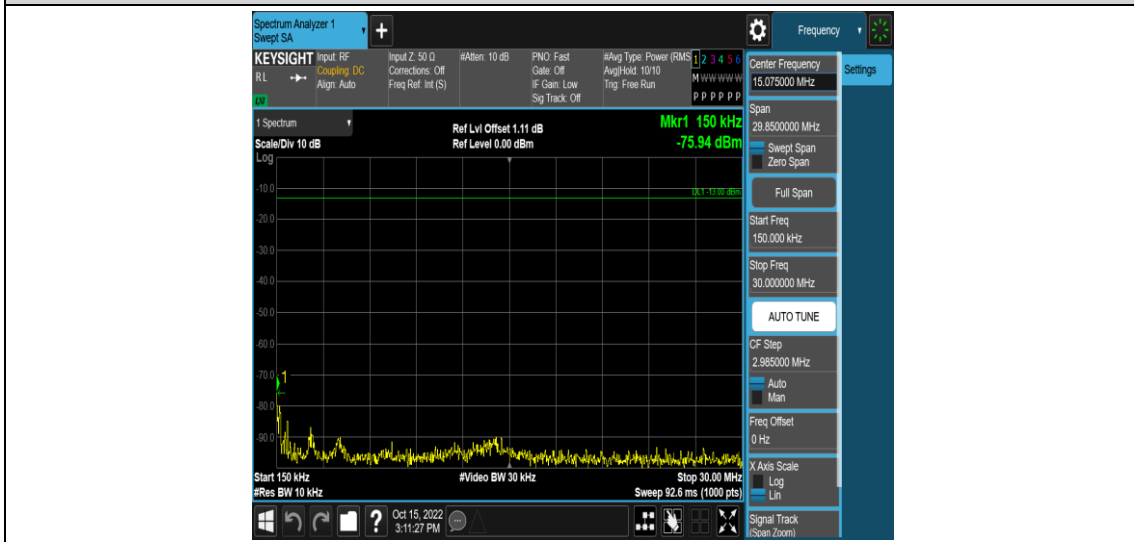 Spectrum Analyzer 1
Swept SA
Frequency
KEYSIGHT
RL
LXI
Input: RF
Coupling: DC
Align: Auto
Input Z: 50 Ω
Corrections: Off
Freq Ref: Int (S)
#Atten: 10 dB
PNO: Fast
Gate: Off
IF Gain: Low
Sig Track: Off
#Avg Type: Power (RMS
Avg|Hold: 10/10
Trig: Free Run
1 2 3 4 5 6
M W W W W W
P P P P P P
1 Spectrum
Scale/Div 10 dB
Log
Ref Lvl Offset 1.11 dB
Ref Level 0.00 dBm
Mkr1 150 kHz
-75.94 dBm
DL1 -13.00 dBm
-10.0
-20.0
-30.0
-40.0
-50.0
-60.0
-70.0
1
-80.0
-90.0
Start 150 kHz
#Video BW 30 kHz
Stop 30.00 MHz
#Res BW 10 kHz
Sweep 92.6 ms (1000 pts)
?
Oct 15, 2022
3:11:27 PM
Center Frequency
15.075000 MHz
Settings
Span
29.8500000 MHz
Swept Span
Zero Span
Full Span
Start Freq
150.000 kHz
Stop Freq
30.000000 MHz
AUTO TUNE
CF Step
2.985000 MHz
Auto
Man
Freq Offset
0 Hz
X Axis Scale
Log
Lin
Signal Track
(Span Zoom)